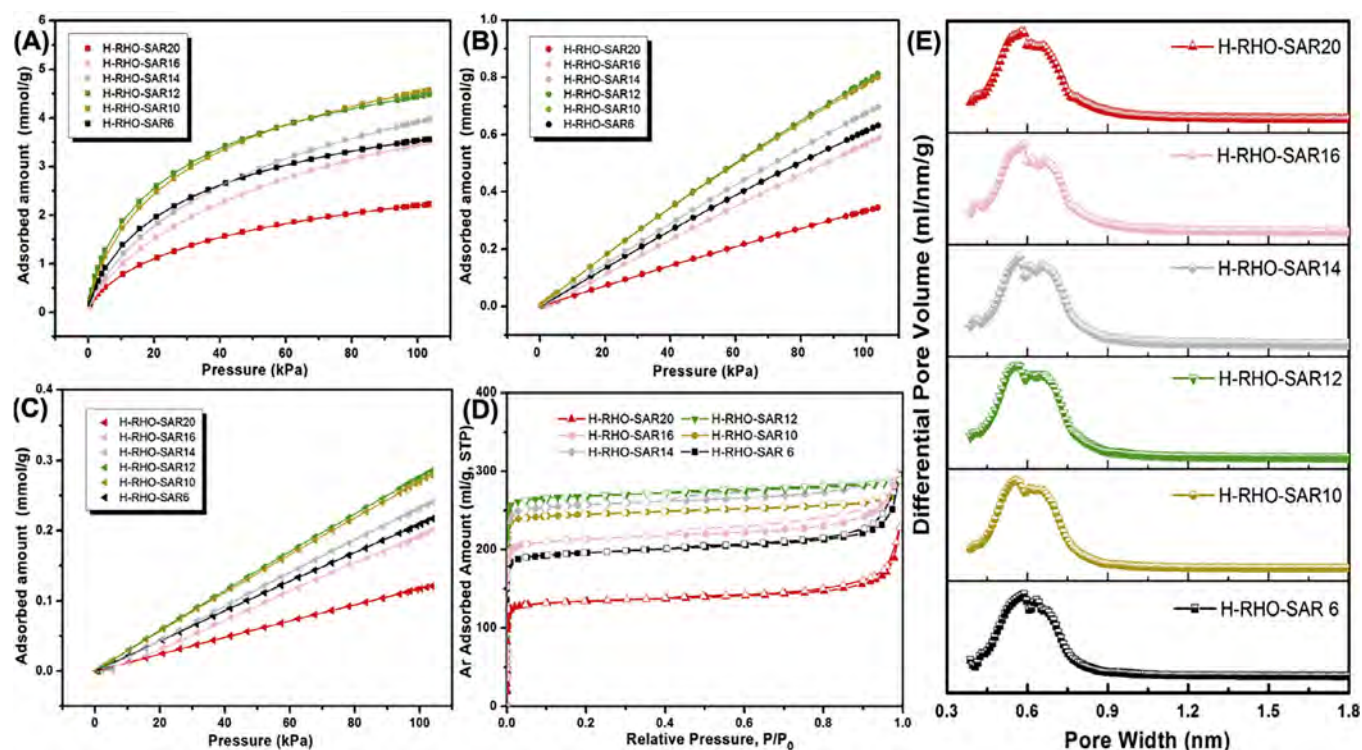 (A)
H-RHO-SAR20
H-RHO-SAR16
H-RHO-SAR14
H-RHO-SAR12
H-RHO-SAR10
H-RHO-SAR6
Adsorbed amount (mmol/g)
6
5
4
3
2
1
0
0 20 40 60 80 100
Pressure (kPa)
(B)
H-RHO-SAR20
H-RHO-SAR16
H-RHO-SAR14
H-RHO-SAR12
H-RHO-SAR10
H-RHO-SAR6
Adsorbed amount (mmol/g)
1.0
0.8
0.6
0.4
0.2
0.0
0 20 40 60 80 100
Pressure (kPa)
(C)
H-RHO-SAR20
H-RHO-SAR16
H-RHO-SAR14
H-RHO-SAR12
H-RHO-SAR10
H-RHO-SAR6
Adsorbed amount (mmol/g)
0.4
0.3
0.2
0.1
0.0
0 20 40 60 80 100
Pressure (kPa)
(D)
H-RHO-SAR20 H-RHO-SAR12
H-RHO-SAR16 H-RHO-SAR10
H-RHO-SAR14 H-RHO-SAR 6
Ar Adsorbed Amount (ml/g, STP)
400
300
200
100
0
0.0 0.2 0.4 0.6 0.8 1.0
Relative Pressure, P/P0
(E)
H-RHO-SAR20
H-RHO-SAR16
H-RHO-SAR14
H-RHO-SAR12
H-RHO-SAR10
H-RHO-SAR 6
Differential Pore Volume (ml/nm/g)
0.3 0.6 0.9 1.2 1.5 1.8
Pore Width (nm)